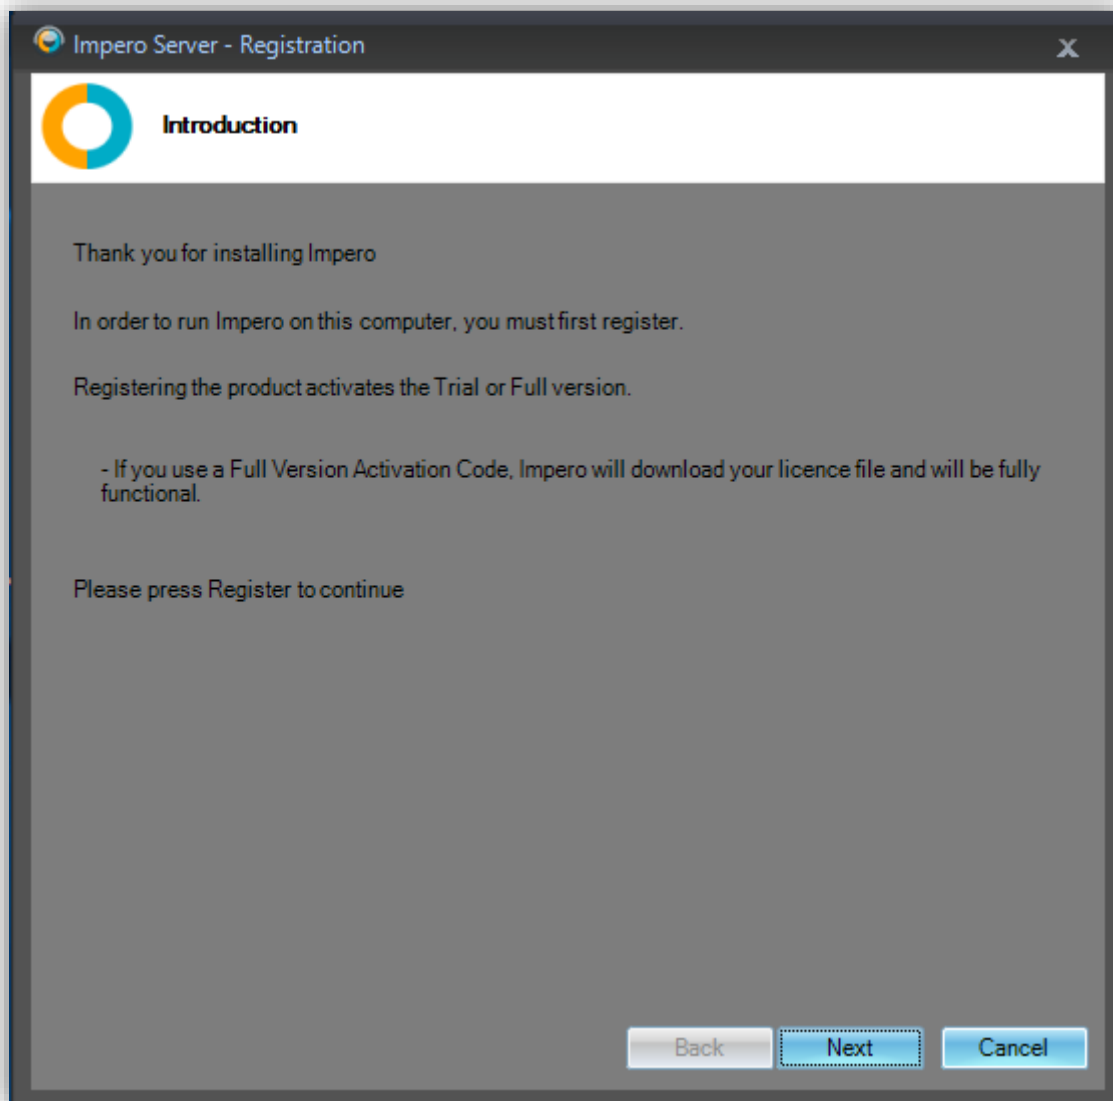 Impero Server - Registration
x
Introduction
Thank you for installing Impero
In order to run Impero on this computer, you must first register.
Registering the product activates the Trial or Full version.
- If you use a Full Version Activation Code, Impero will download your licence file and will be fully
functional.
Please press Register to continue
Back Next Cancel